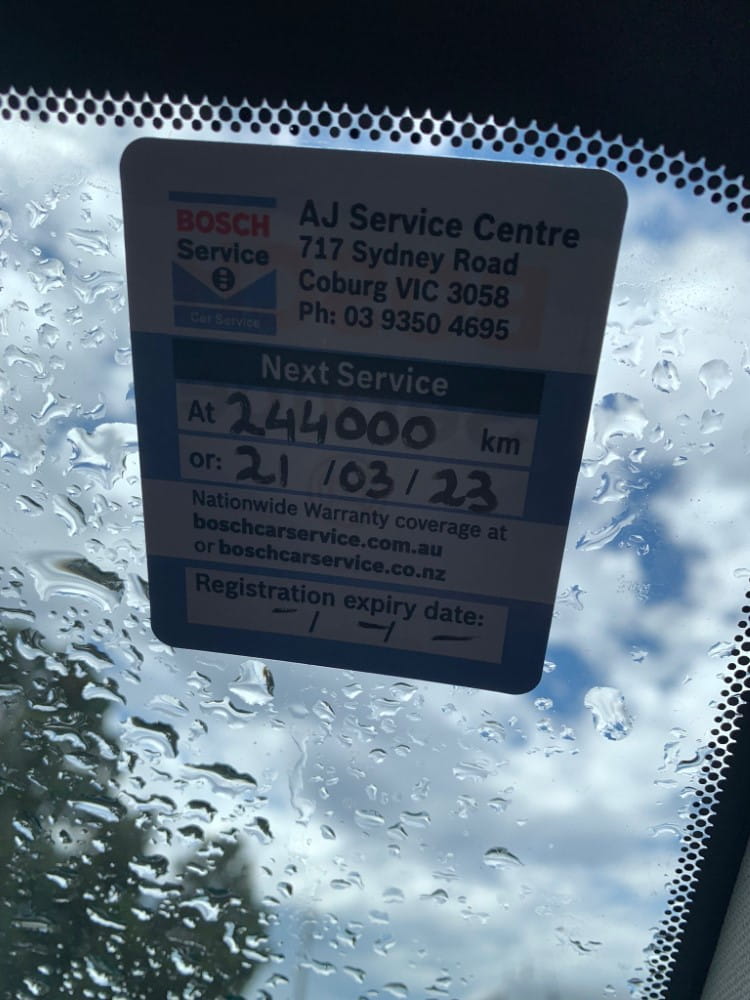 BOSCH
Service
Car Service
AJ Service Centre
717 Sydney Road
Coburg VIC 3058
Ph: 03 9350 4695
Next Service
At 244000 km
or: 21 / 03 / 23
Nationwide Warranty coverage at
boschcarservice.com.au
or boschcarservice.co.nz
Registration expiry date:
- / - / -